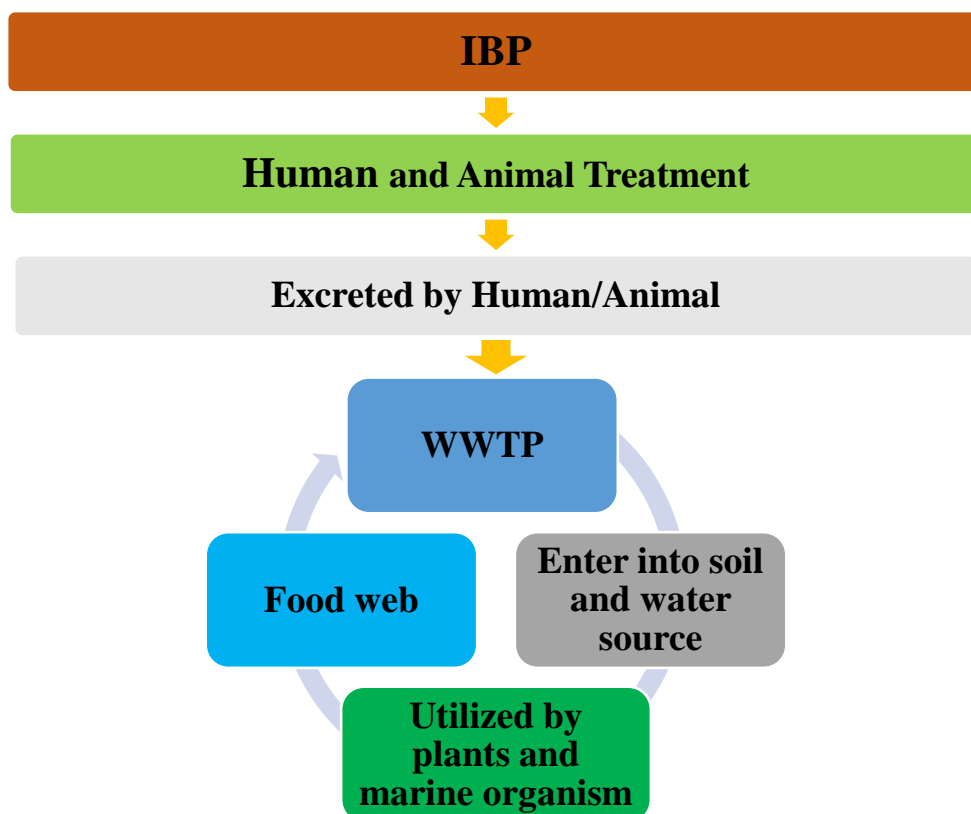 IBP
Human and Animal Treatment
Excreted by Human/Animal
WWTP
Food web
Enter into soil
and water
source
Utilized by
plants and
marine organism